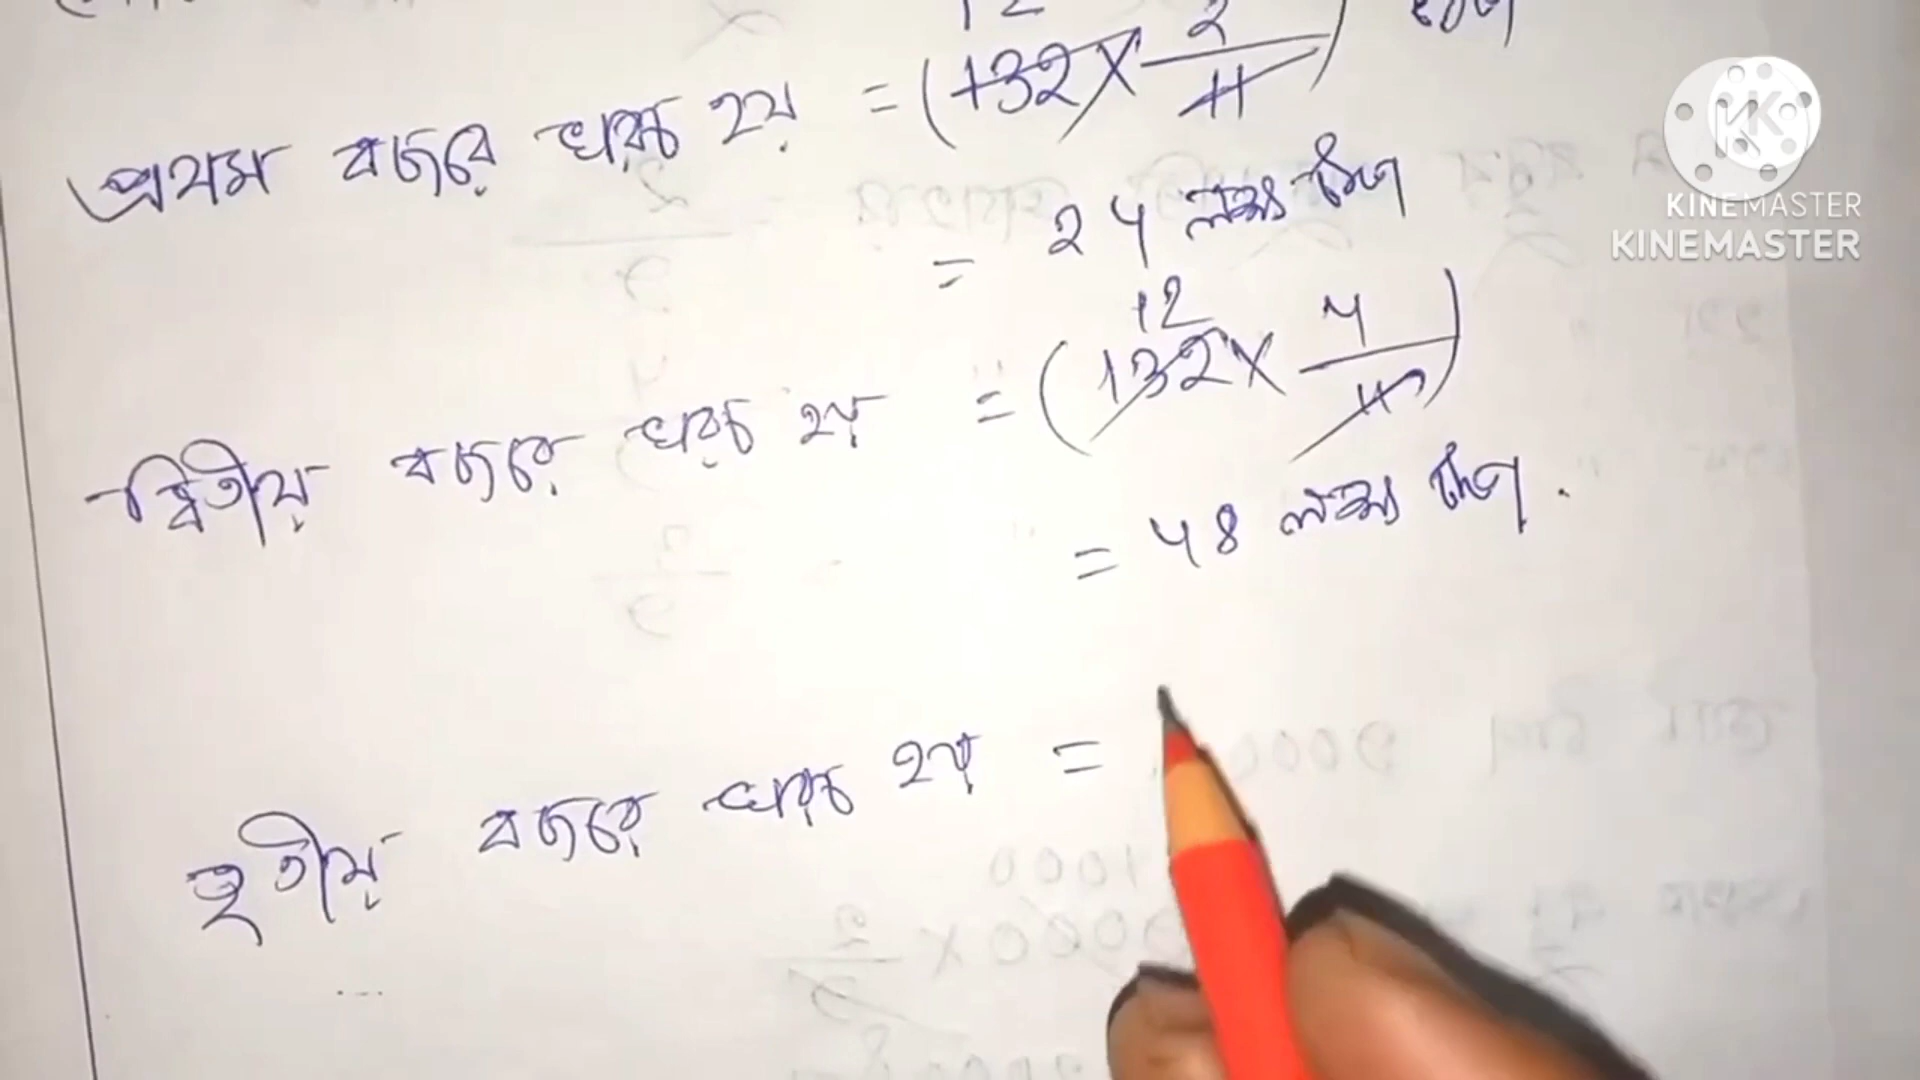 12
প্রথম বছরে খরচ হয় = (132 × 2/11) টাকা
= 24 লক্ষ টাকা
12
দ্বিতীয় বছরে খরচ হয় = (132 × 4/11)
= 48 লক্ষ টাকা.
তৃতীয় বছরে খরচ হয় =
KINEMASTER
KINEMASTER